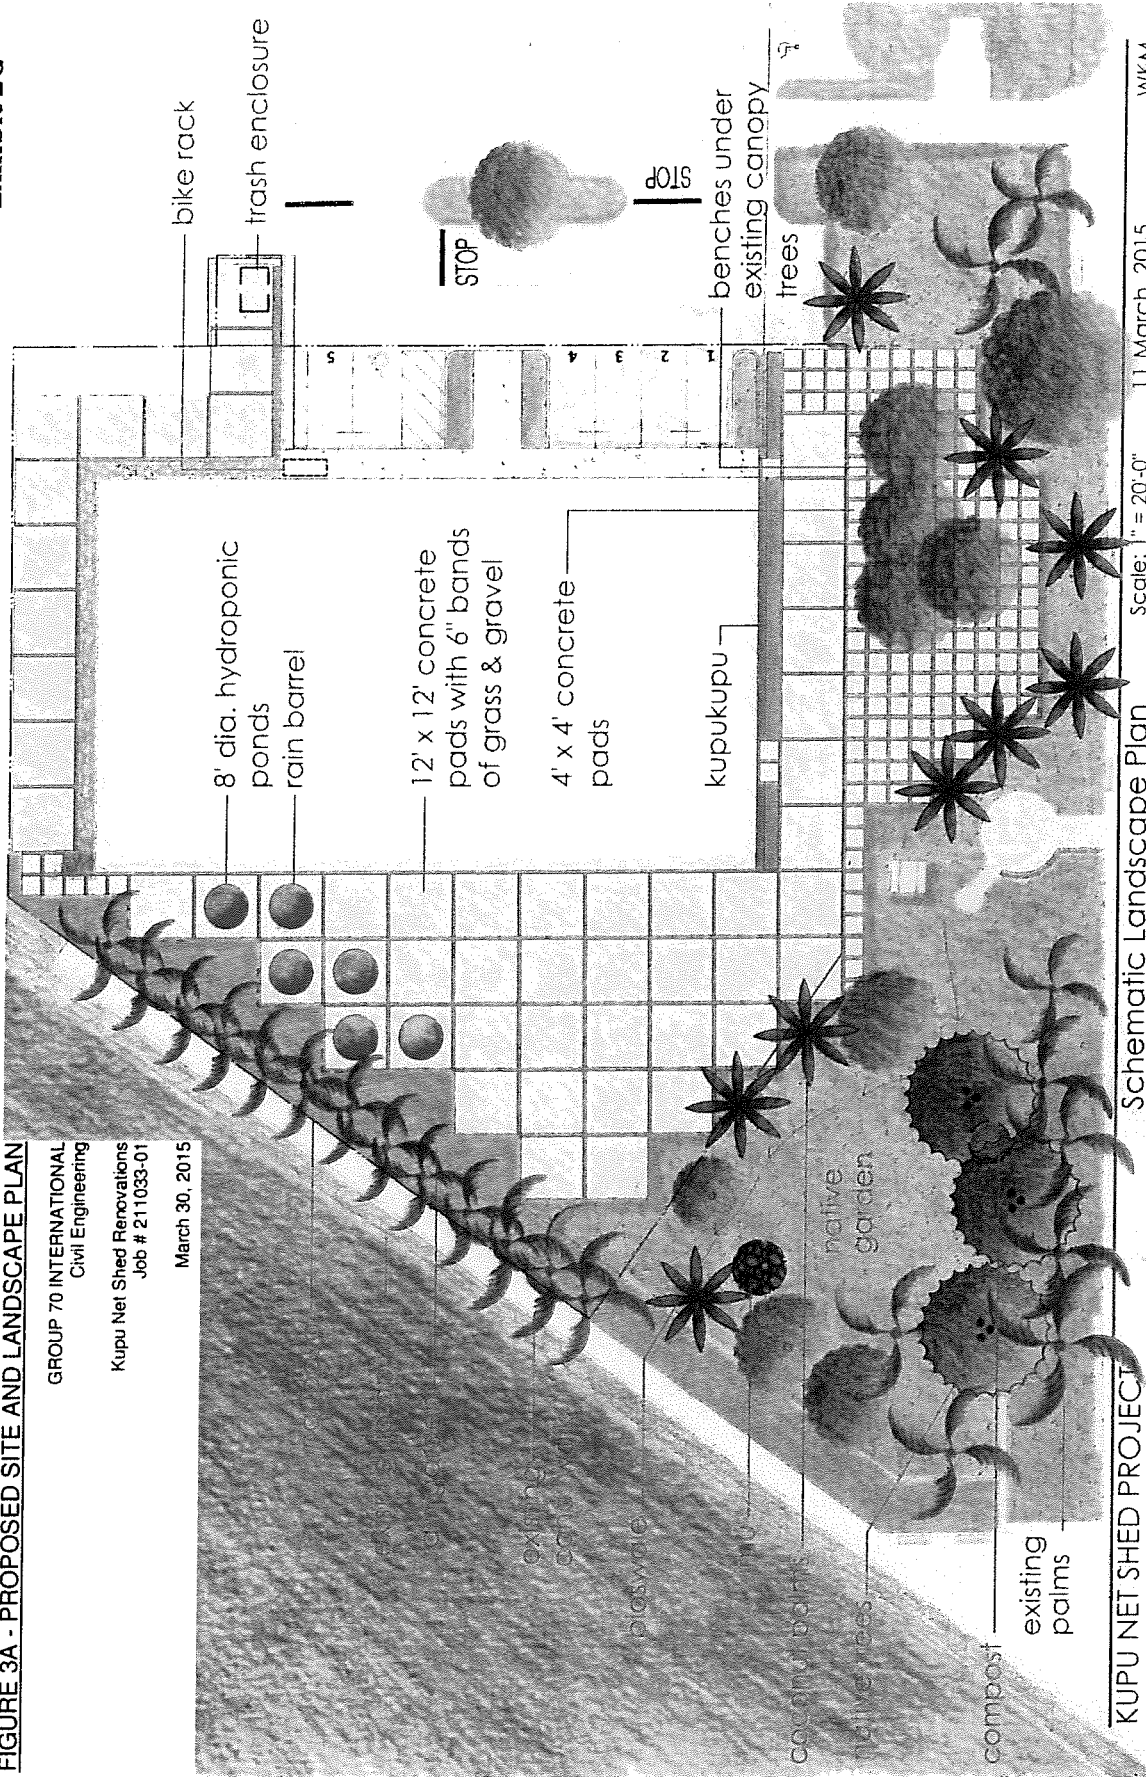 FIGURE 3A - PROPOSED SITE AND LANDSCAPE PLAN
GROUP 70 INTERNATIONAL
Civil Engineering
Kupu Net Shed Renovations
Job # 211033-01
March 30, 2015
bike rack
trash enclosure
STOP
STOP
benches under
existing canopy
trees
5
4
3
2
1
8' dia. hydroponic
ponds
rain barrel
12' x 12' concrete
pads with 6" bands
of grass & gravel
4' x 4' concrete
pads
kupukupu
native
garden
compost
existing
palms
KUPU NET SHED PROJECT
Schematic Landscape Plan
Scale: 1" = 20'-0"
11 March, 2015
WKM